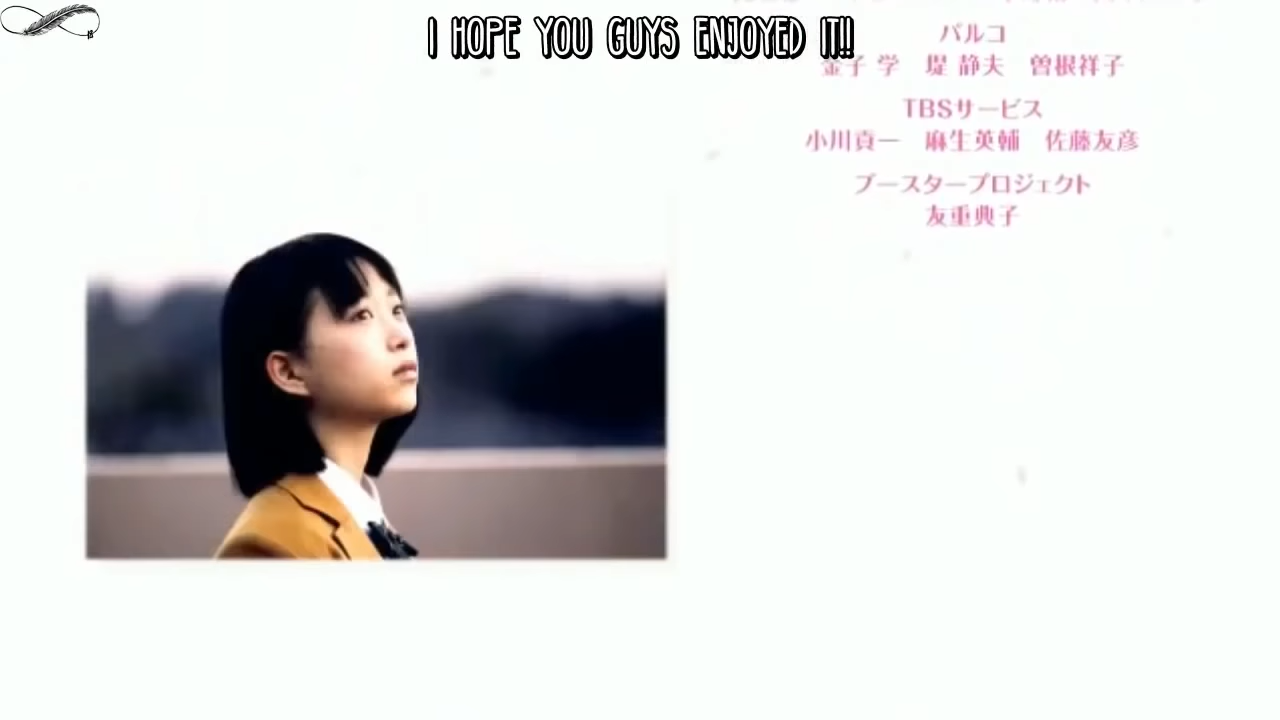 I HOPE YOU GUYS ENJOYED IT!!
パルコ
金子 学 堤 静夫 曽根祥子
TBSサービス
小川貴一 麻生英輔 佐藤友彦
ブースタープロジェクト
友重典子